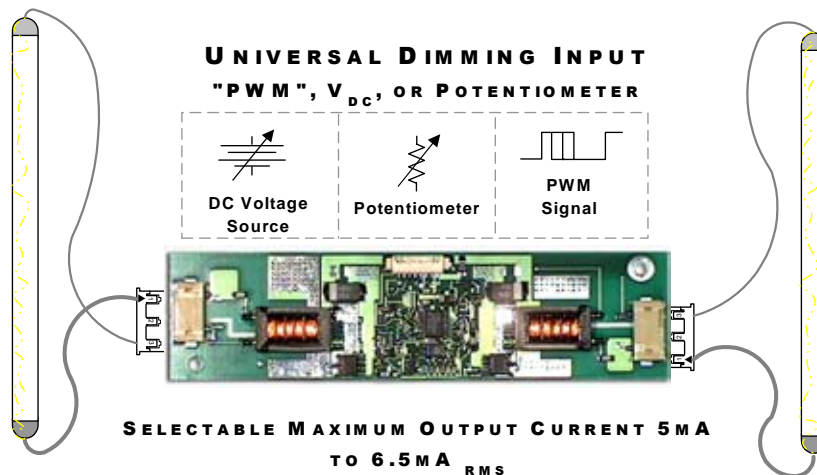 UNIVERSAL DIMMING INPUT
"PWM", VDC, OR POTENTIOMETER
DC Voltage
Source
Potentiometer
PWM
Signal
SELECTABLE MAXIMUM OUTPUT CURRENT 5MA
TO 6.5MA RMS